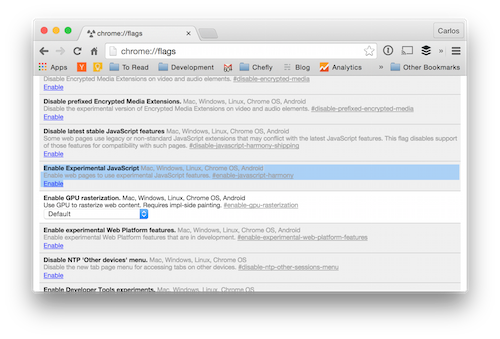 chrome://flags
Carlos
chrome://flags
Apps
To Read
Development
Chefly
Blog
Analytics
»
Other Bookmarks
Disable Encrypted Media Extensions on video and audio elements. #disable-encrypted-media
Enable
Disable prefixed Encrypted Media Extensions. Mac, Windows, Linux, Chrome OS, Android
Disable the experimental version of Encrypted Media Extensions on video and audio elements. #disable-prefixed-encrypted-media
Enable
Disable latest stable JavaScript features Mac, Windows, Linux, Chrome OS, Android
Some web pages use legacy or non-standard JavaScript extensions that may conflict with the latest JavaScript features. This flag disables support
of those features for compatibility with such pages. #disable-javascript-harmony-shipping
Enable
Enable Experimental JavaScript Mac, Windows, Linux, Chrome OS, Android
Enable web pages to use experimental JavaScript features. #enable-javascript-harmony
Enable
Enable GPU rasterization. Mac, Windows, Linux, Chrome OS, Android
Use GPU to rasterize web content. Requires impl-side painting. #enable-gpu-rasterization
Default
Enable experimental Web Platform features. Mac, Windows, Linux, Chrome OS, Android
Enable experimental Web Platform features that are in development. #enable-experimental-web-platform-features
Enable
Disable NTP 'Other devices' menu. Mac, Windows, Linux, Chrome OS
Disable the new tab page menu for accessing tabs on other devices. #disable-ntp-other-sessions-menu
Enable
Enable Developer Tools experiments. Mac, Windows, Linux, Chrome OS